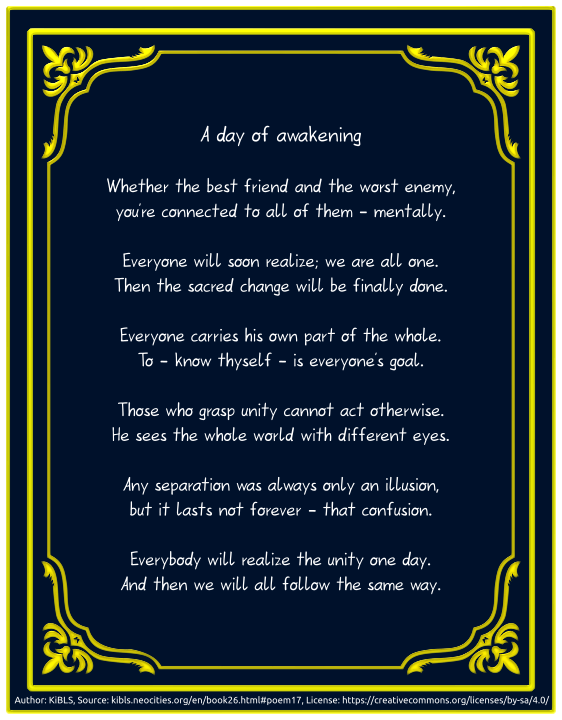 A day of awakening
Whether the best friend and the worst enemy,
you're connected to all of them – mentally.
Everyone will soon realize; we are all one.
Then the sacred change will be finally done.
Everyone carries his own part of the whole.
To – know thyself – is everyone's goal.
Those who grasp unity cannot act otherwise.
He sees the whole world with different eyes.
Any separation was always only an illusion,
but it lasts not forever – that confusion.
Everybody will realize the unity one day.
And then we will all follow the same way.
Author: KiBLS, Source: kibls.neocities.org/en/book26.html#poem17, License: https://creativecommons.org/licenses/by-sa/4.0/